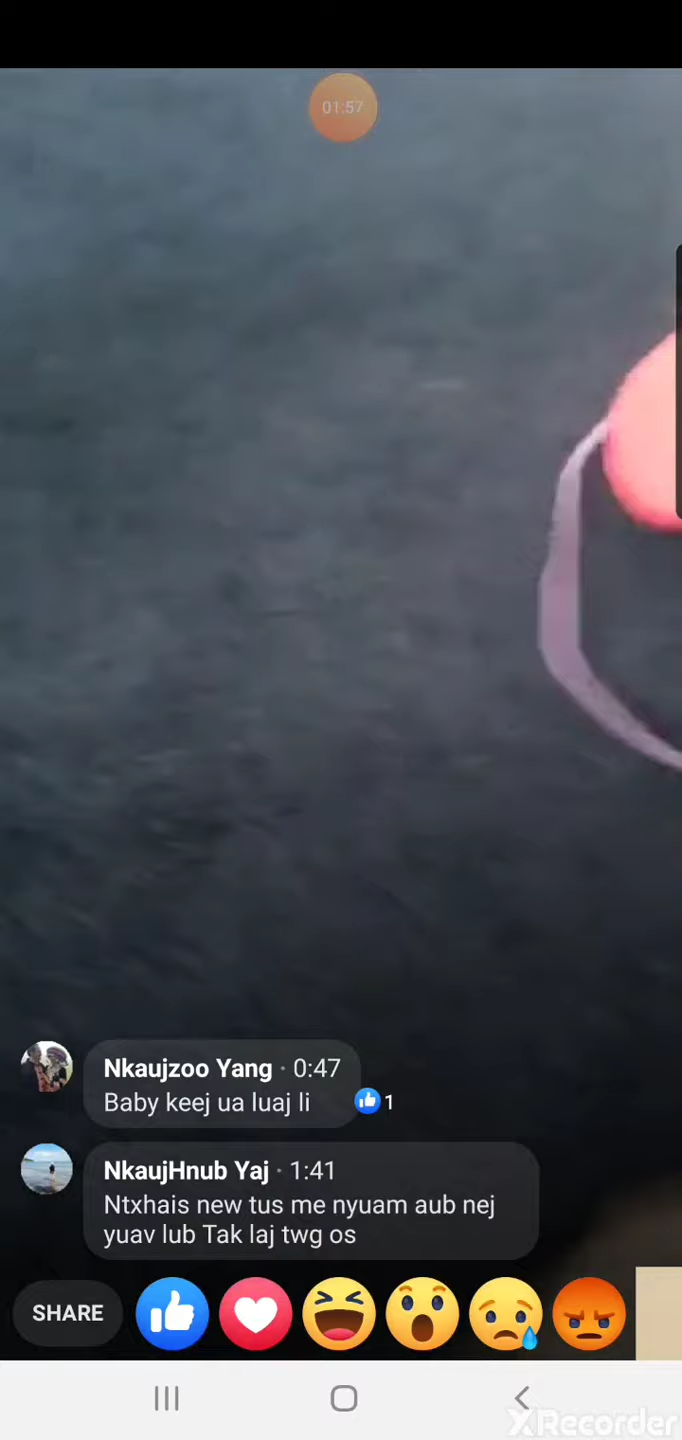 01:57
Nkaujzoo Yang · 0:47
Baby keej ua luaj li
1
NkaujHnub Yaj · 1:41
Ntxhais new tus me nyuam aub nej
yuav lub Tak laj twg os
SHARE
XRecorder